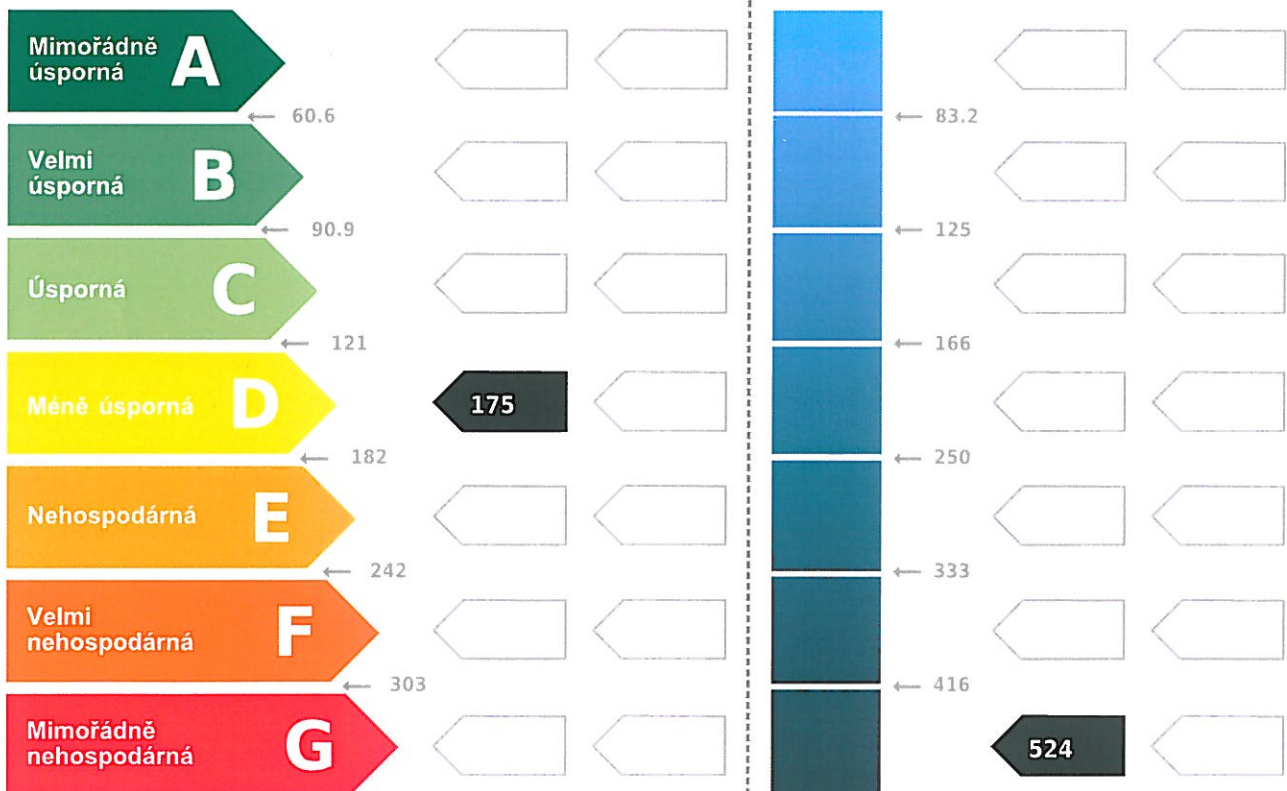 Mimořádně
úsporná A
← 60.6
← 83.2
Velmi
úsporná B
← 90.9
← 125
Úsporná C
← 121
← 166
Méně úsporná D
175
← 182
← 250
Nehospodárná E
← 242
← 333
Velmi
nehospodárná F
← 303
← 416
Mimořádně
nehospodárná G
524